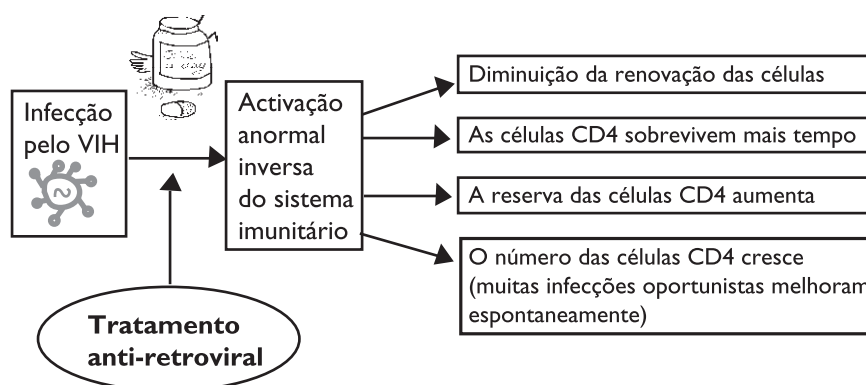 Infecção
pelo VIH
Activação
anormal
inversa
do sistema
imunitário
Diminuição da renovação das células
As células CD4 sobrevivem mais tempo
A reserva das células CD4 aumenta
O número das células CD4 cresce
(muitas infecções oportunistas melhoram
espontaneamente)
Tratamento
anti-retroviral